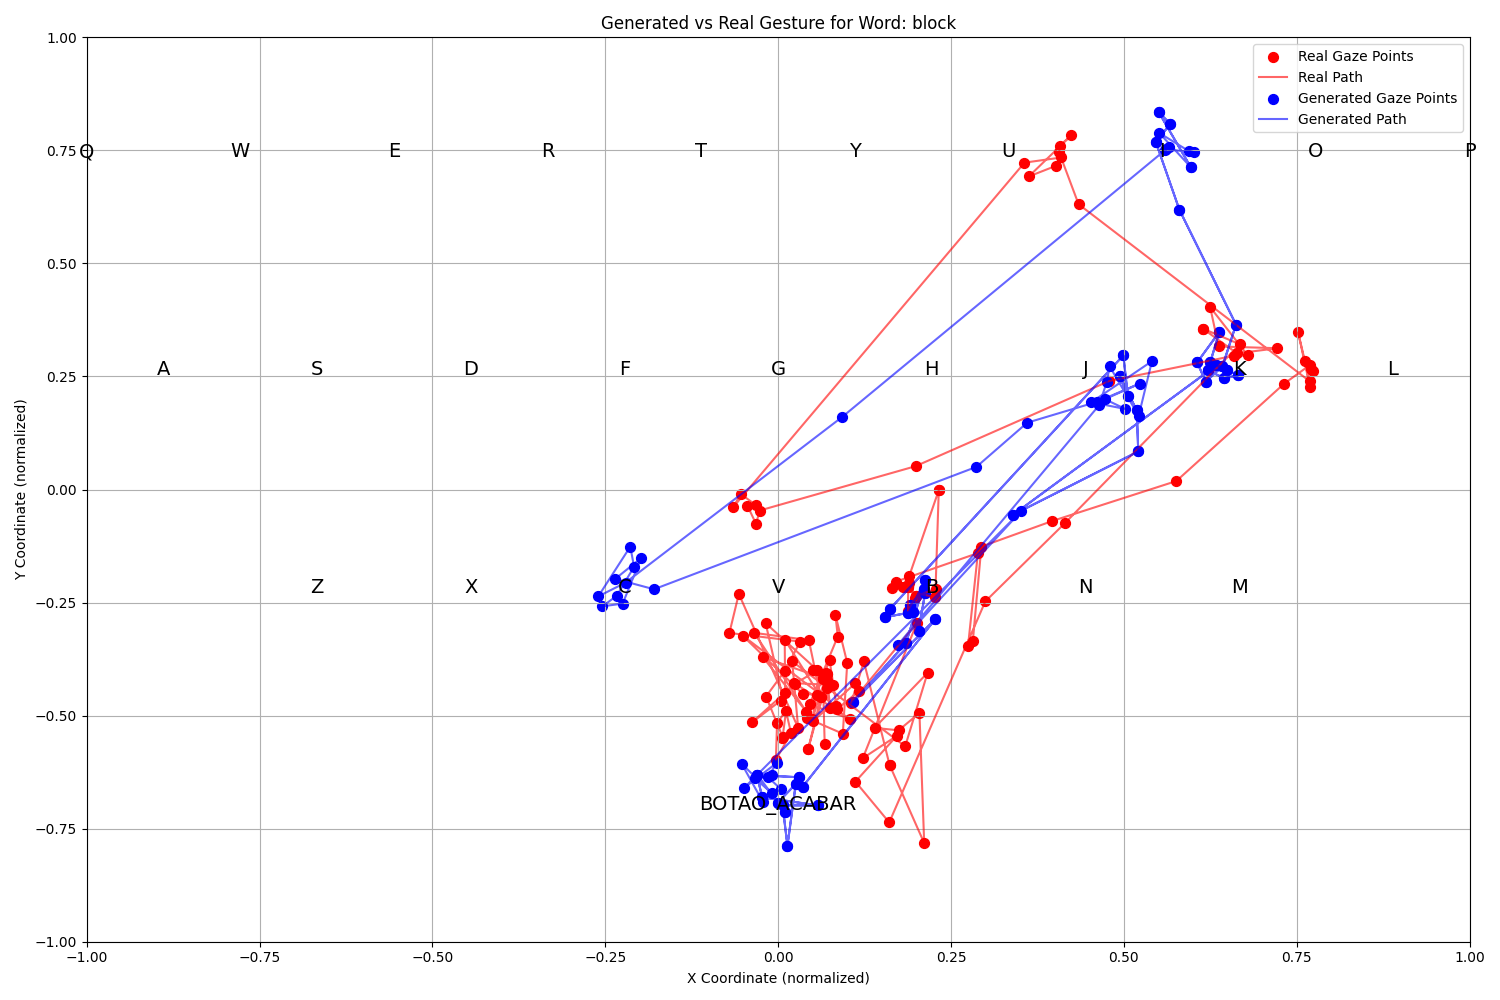 Generated vs Real Gesture for Word: block
1.00
Real Gaze Points
Real Path
Generated Gaze Points
Generated Path
0.75
Q W E R T Y U I O P
0.50
0.25
A S D F G H J K L
0.00
Y Coordinate (normalized)
−0.25
Z X C V B N M
−0.50
−0.75
BOTAO_ACABAR
−1.00
−1.00 −0.75 −0.50 −0.25 0.00 0.25 0.50 0.75 1.00
X Coordinate (normalized)